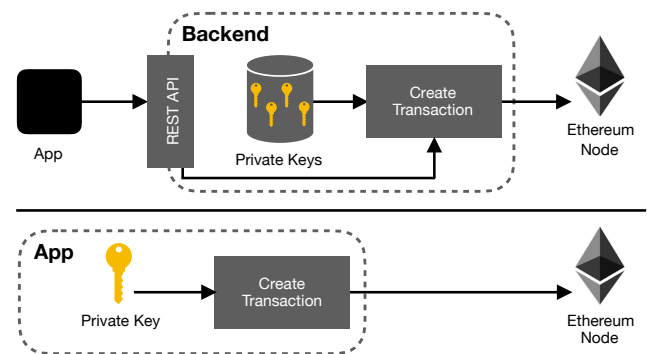 Backend
REST API
Create
Transaction
App
Private Keys
Ethereum
Node
App
Create
Transaction
Private Key
Ethereum
Node